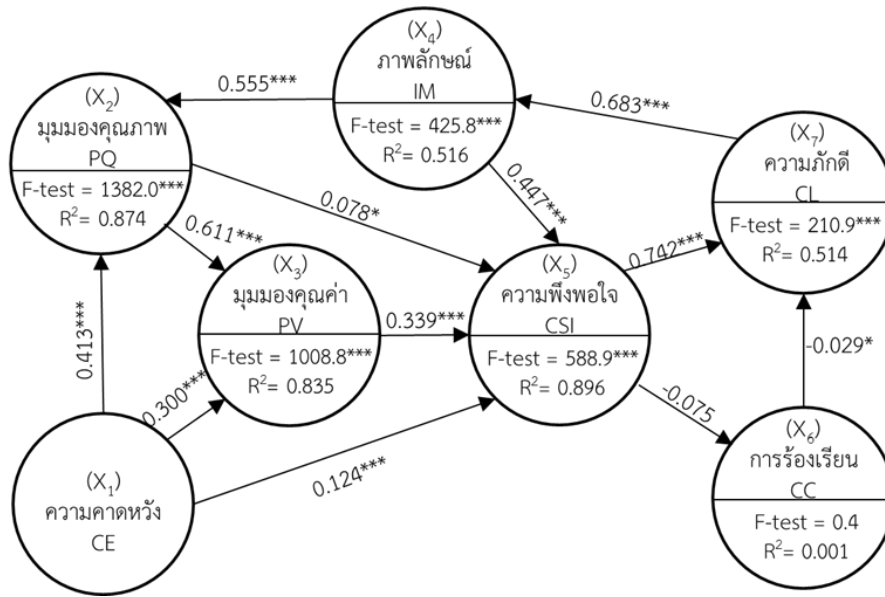 (X₄)
ภาพลักษณ์
IM
F-test = 425.8***
R²= 0.516
0.555***
0.683***
(X₂)
มุมมองคุณภาพ
PQ
F-test = 1382.0***
R²= 0.874
(X₇)
ความภักดี
CL
F-test = 210.9***
R²= 0.514
0.078*
0.447***
0.611***
0.742***
(X₃)
มุมมองคุณค่า
PV
F-test = 1008.8***
R²= 0.835
0.339***
(X₅)
ความพึงพอใจ
CSI
F-test = 588.9***
R²= 0.896
0.413***
0.300***
0.124***
-0.075
-0.029*
(X₁)
ความคาดหวัง
CE
(X₆)
การร้องเรียน
CC
F-test = 0.4
R²= 0.001